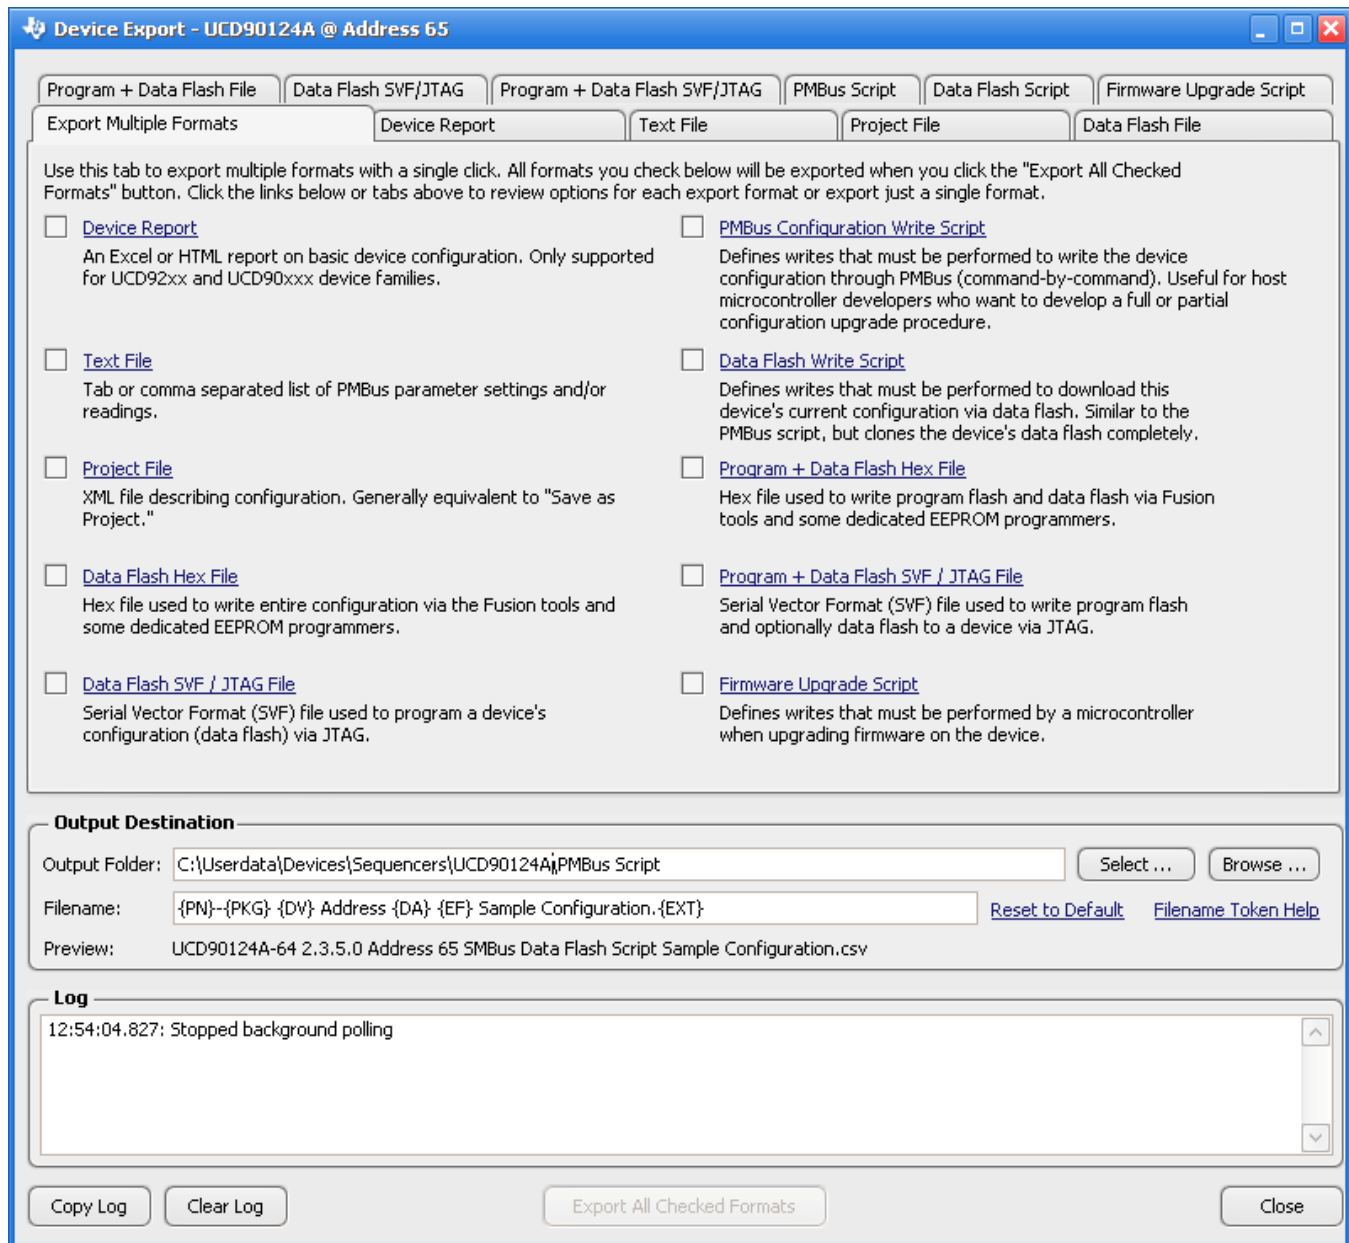 Device Export - UCD90124A @ Address 65
Program + Data Flash File
Data Flash SVF/JTAG
Program + Data Flash SVF/JTAG
PMBus Script
Data Flash Script
Firmware Upgrade Script
Export Multiple Formats
Device Report
Text File
Project File
Data Flash File
Use this tab to export multiple formats with a single click. All formats you check below will be exported when you click the "Export All Checked
Formats" button. Click the links below or tabs above to review options for each export format or export just a single format.
Device Report
An Excel or HTML report on basic device configuration. Only supported
for UCD92xx and UCD90xxx device families.
Text File
Tab or comma separated list of PMBus parameter settings and/or
readings.
Project File
XML file describing configuration. Generally equivalent to "Save as
Project."
Data Flash Hex File
Hex file used to write entire configuration via the Fusion tools and
some dedicated EEPROM programmers.
Data Flash SVF / JTAG File
Serial Vector Format (SVF) file used to program a device's
configuration (data flash) via JTAG.
PMBus Configuration Write Script
Defines writes that must be performed to write the device
configuration through PMBus (command-by-command). Useful for host
microcontroller developers who want to develop a full or partial
configuration upgrade procedure.
Data Flash Write Script
Defines writes that must be performed to download this
device's current configuration via data flash. Similar to the
PMBus script, but clones the device's data flash completely.
Program + Data Flash Hex File
Hex file used to write program flash and data flash via Fusion
tools and some dedicated EEPROM programmers.
Program + Data Flash SVF / JTAG File
Serial Vector Format (SVF) file used to write program flash
and optionally data flash to a device via JTAG.
Firmware Upgrade Script
Defines writes that must be performed by a microcontroller
when upgrading firmware on the device.
Output Destination
Output Folder: C:\Userdata\Devices\Sequencers\UCD90124A\PMBus Script
Select ...
Browse ...
Filename: {PN}-{PKG} {DV} Address {DA} {EF} Sample Configuration.{EXT}
Reset to Default
Filename Token Help
Preview: UCD90124A-64 2.3.5.0 Address 65 SMBus Data Flash Script Sample Configuration.csv
Log
12:54:04.827: Stopped background polling
Copy Log
Clear Log
Export All Checked Formats
Close